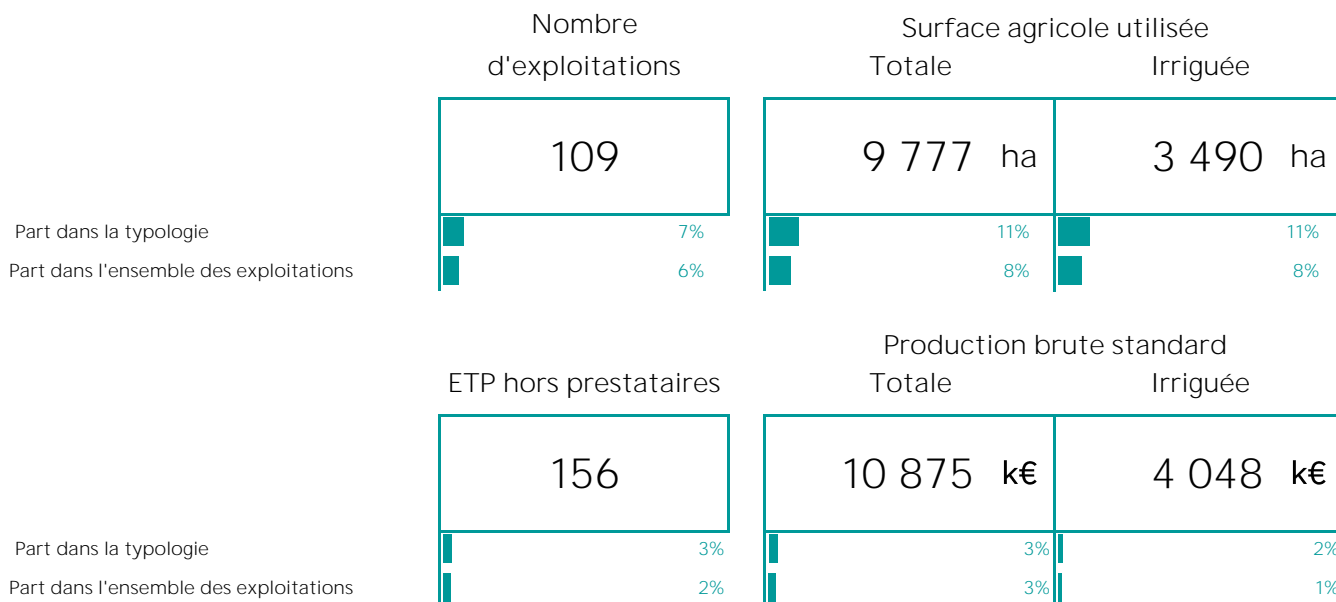 Nombre
d'exploitations
Surface agricole utilisée
Totale Irriguée
109 9 777 ha 3 490 ha
Part dans la typologie 7% 11% 11%
Part dans l'ensemble des exploitations 6% 8% 8%
Production brute standard
ETP hors prestataires Totale Irriguée
156 10 875 k€ 4 048 k€
Part dans la typologie 3% 3% 2%
Part dans l'ensemble des exploitations 2% 3% 1%